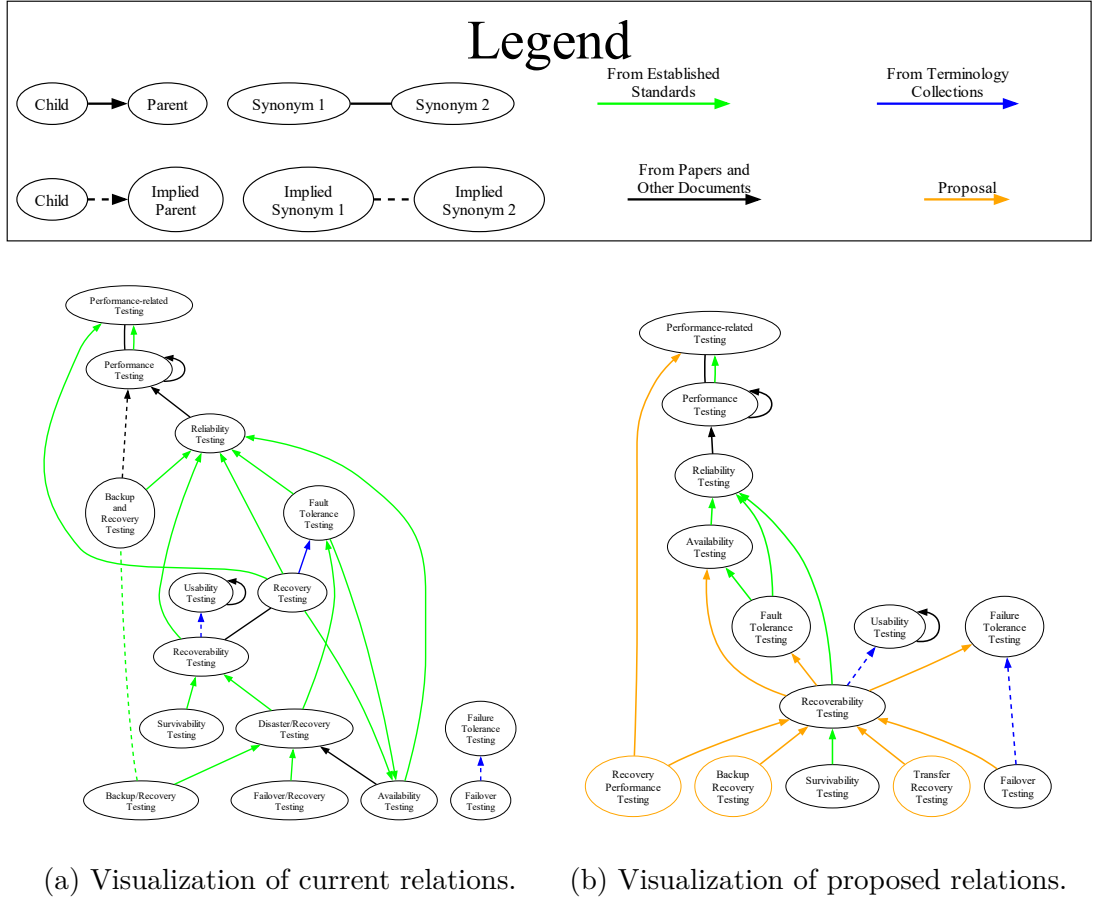 Legend
Child
Parent
Synonym 1
Synonym 2
From Established
Standards
From Terminology
Collections
Child
Implied
Parent
Implied
Synonym 1
Implied
Synonym 2
From Papers and
Other Documents
Proposal
Performance-related
Testing
Performance
Testing
Reliability
Testing
Backup
and
Recovery
Testing
Fault
Tolerance
Testing
Usability
Testing
Recovery
Testing
Recoverability
Testing
Survivability
Testing
Disaster/Recovery
Testing
Failure
Tolerance
Testing
Backup/Recovery
Testing
Failover/Recovery
Testing
Availability
Testing
Failover
Testing
(a) Visualization of current relations.
Performance-related
Testing
Performance
Testing
Reliability
Testing
Availability
Testing
Fault
Tolerance
Testing
Usability
Testing
Failure
Tolerance
Testing
Recoverability
Testing
Recovery
Performance
Testing
Backup
Recovery
Testing
Survivability
Testing
Transfer
Recovery
Testing
Failover
Testing
(b) Visualization of proposed relations.